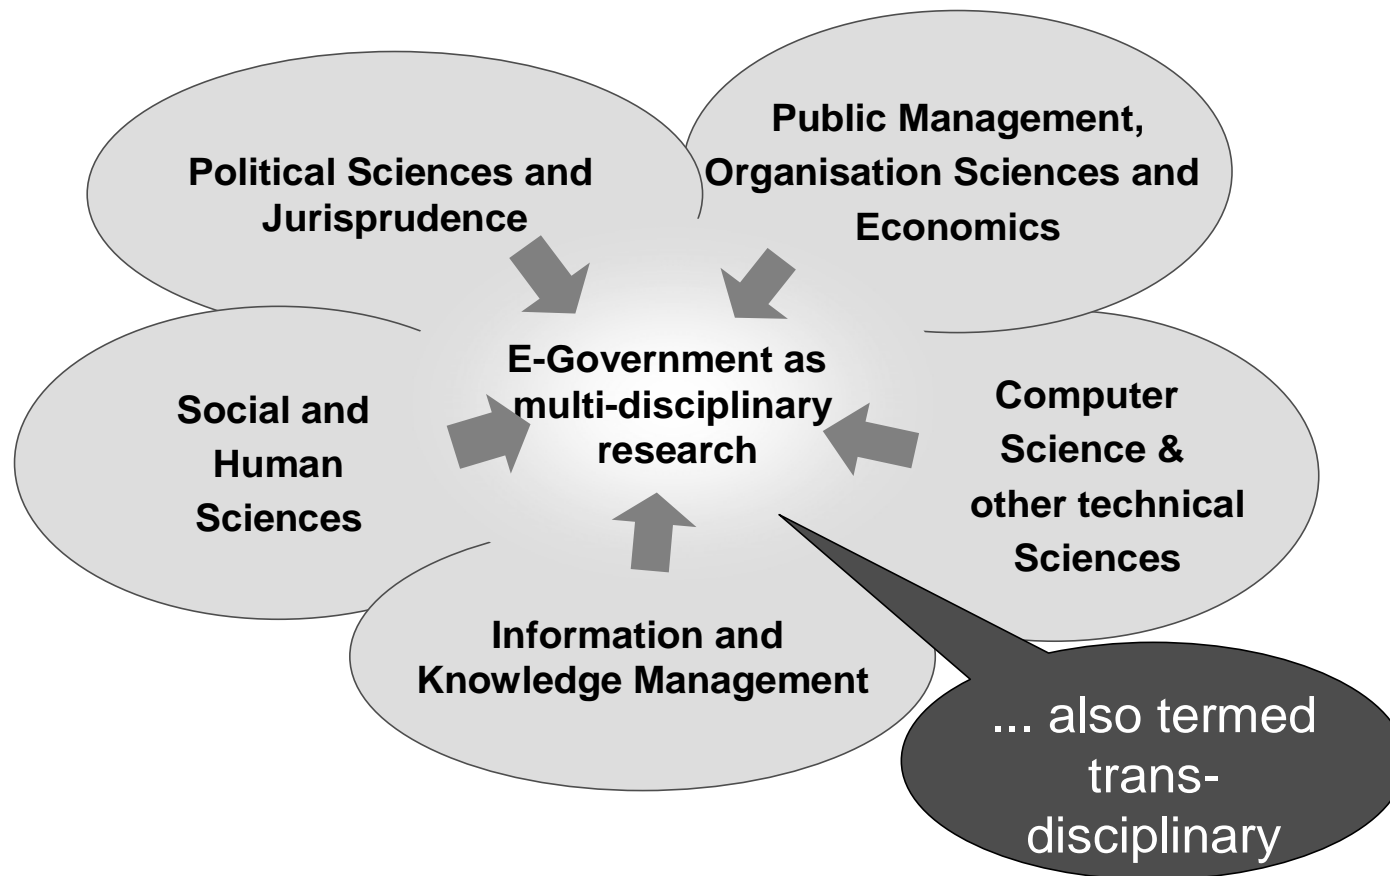 Political Sciences and
Jurisprudence
Public Management,
Organisation Sciences and
Economics
E-Government as
multi-disciplinary
research
Social and
Human
Sciences
Computer
Science &
other technical
Sciences
Information and
Knowledge Management
... also termed
trans-
disciplinary